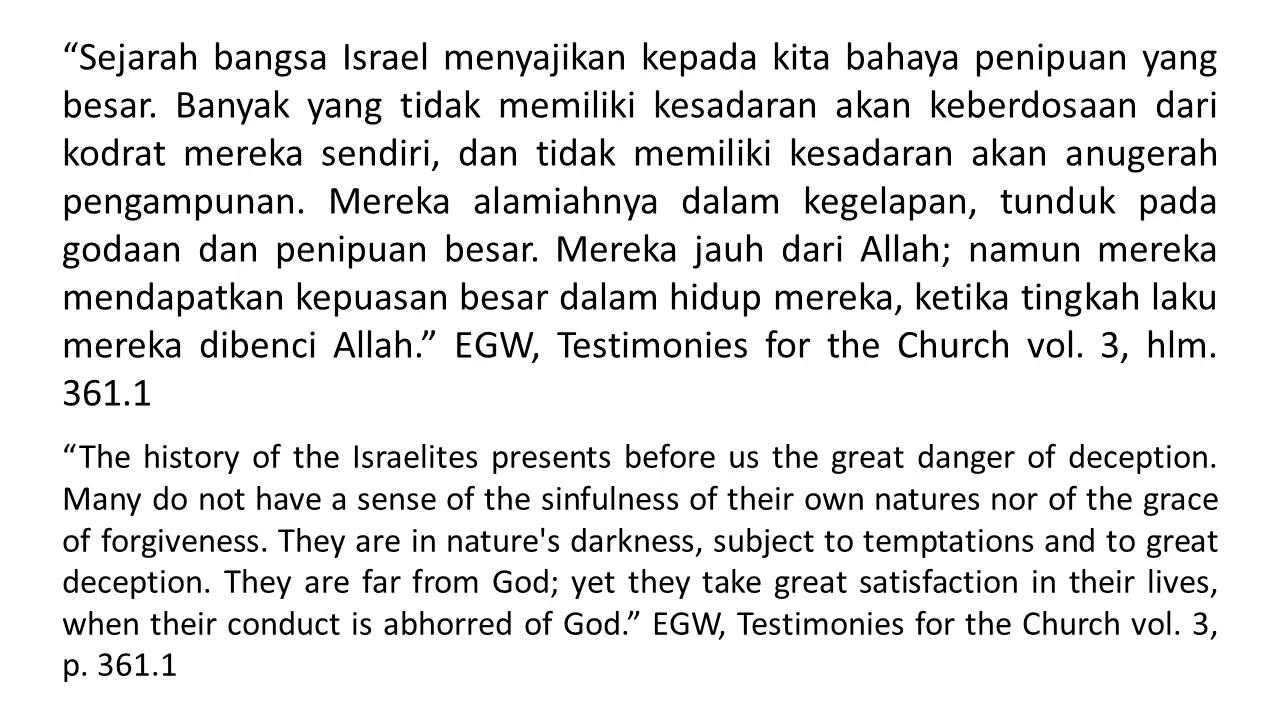 “Sejarah bangsa Israel menyajikan kepada kita bahaya penipuan yang
besar. Banyak yang tidak memiliki kesadaran akan keberdosaan dari
kodrat mereka sendiri, dan tidak memiliki kesadaran akan anugerah
pengampunan. Mereka alamiahnya dalam kegelapan, tunduk pada
godaan dan penipuan besar. Mereka jauh dari Allah; namun mereka
mendapatkan kepuasan besar dalam hidup mereka, ketika tingkah laku
mereka dibenci Allah.” EGW, Testimonies for the Church vol. 3, hlm.
361.1
“The history of the Israelites presents before us the great danger of deception.
Many do not have a sense of the sinfulness of their own natures nor of the grace
of forgiveness. They are in nature's darkness, subject to temptations and to great
deception. They are far from God; yet they take great satisfaction in their lives,
when their conduct is abhorred of God.” EGW, Testimonies for the Church vol. 3,
p. 361.1